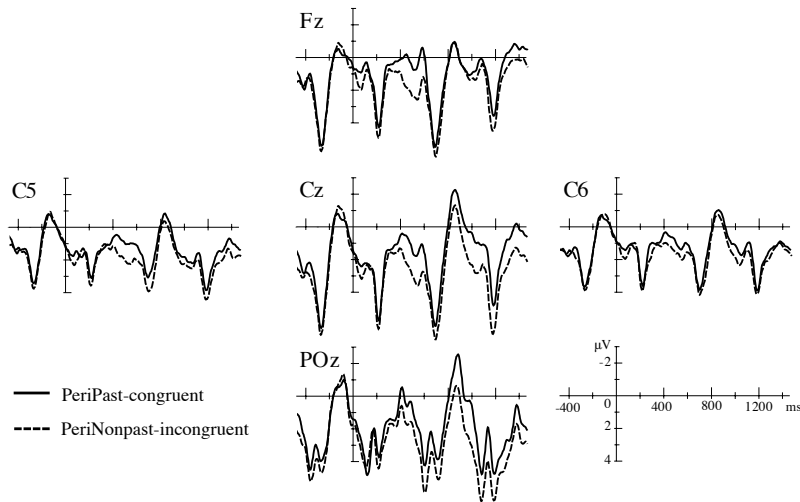 Fz
C5
Cz
C6
POz
μV
-2
0
-400
400
800
1200
ms
2
4
PeriPast-congruent
PeriNonpast-incongruent